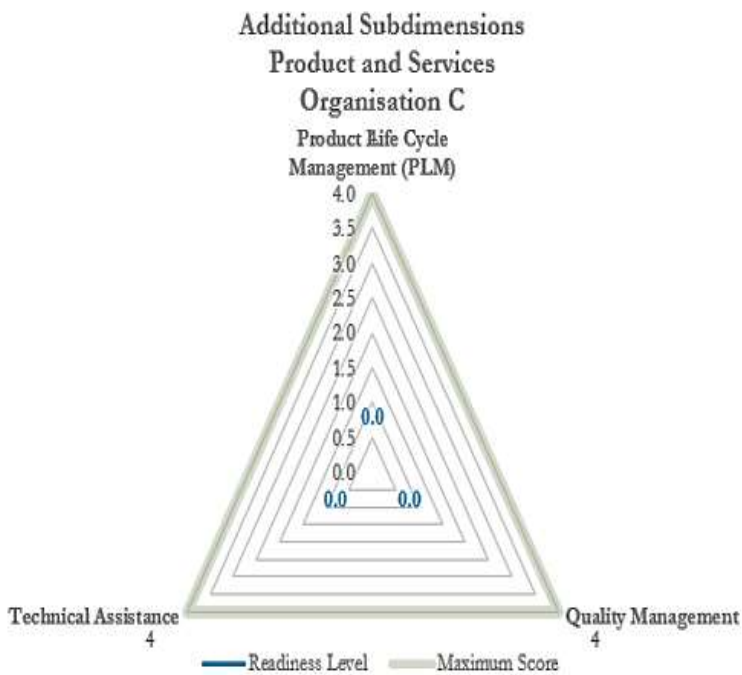 Additional Subdimensions
Product and Services
Organisation C
Product Life Cycle
Management (PLM)
4.0
3.5
3.0
2.5
2.0
1.5
1.0
0.0
0.5
0.0
0.0 0.0
Technical Assistance
4
Quality Management
4
Readiness Level Maximum Score